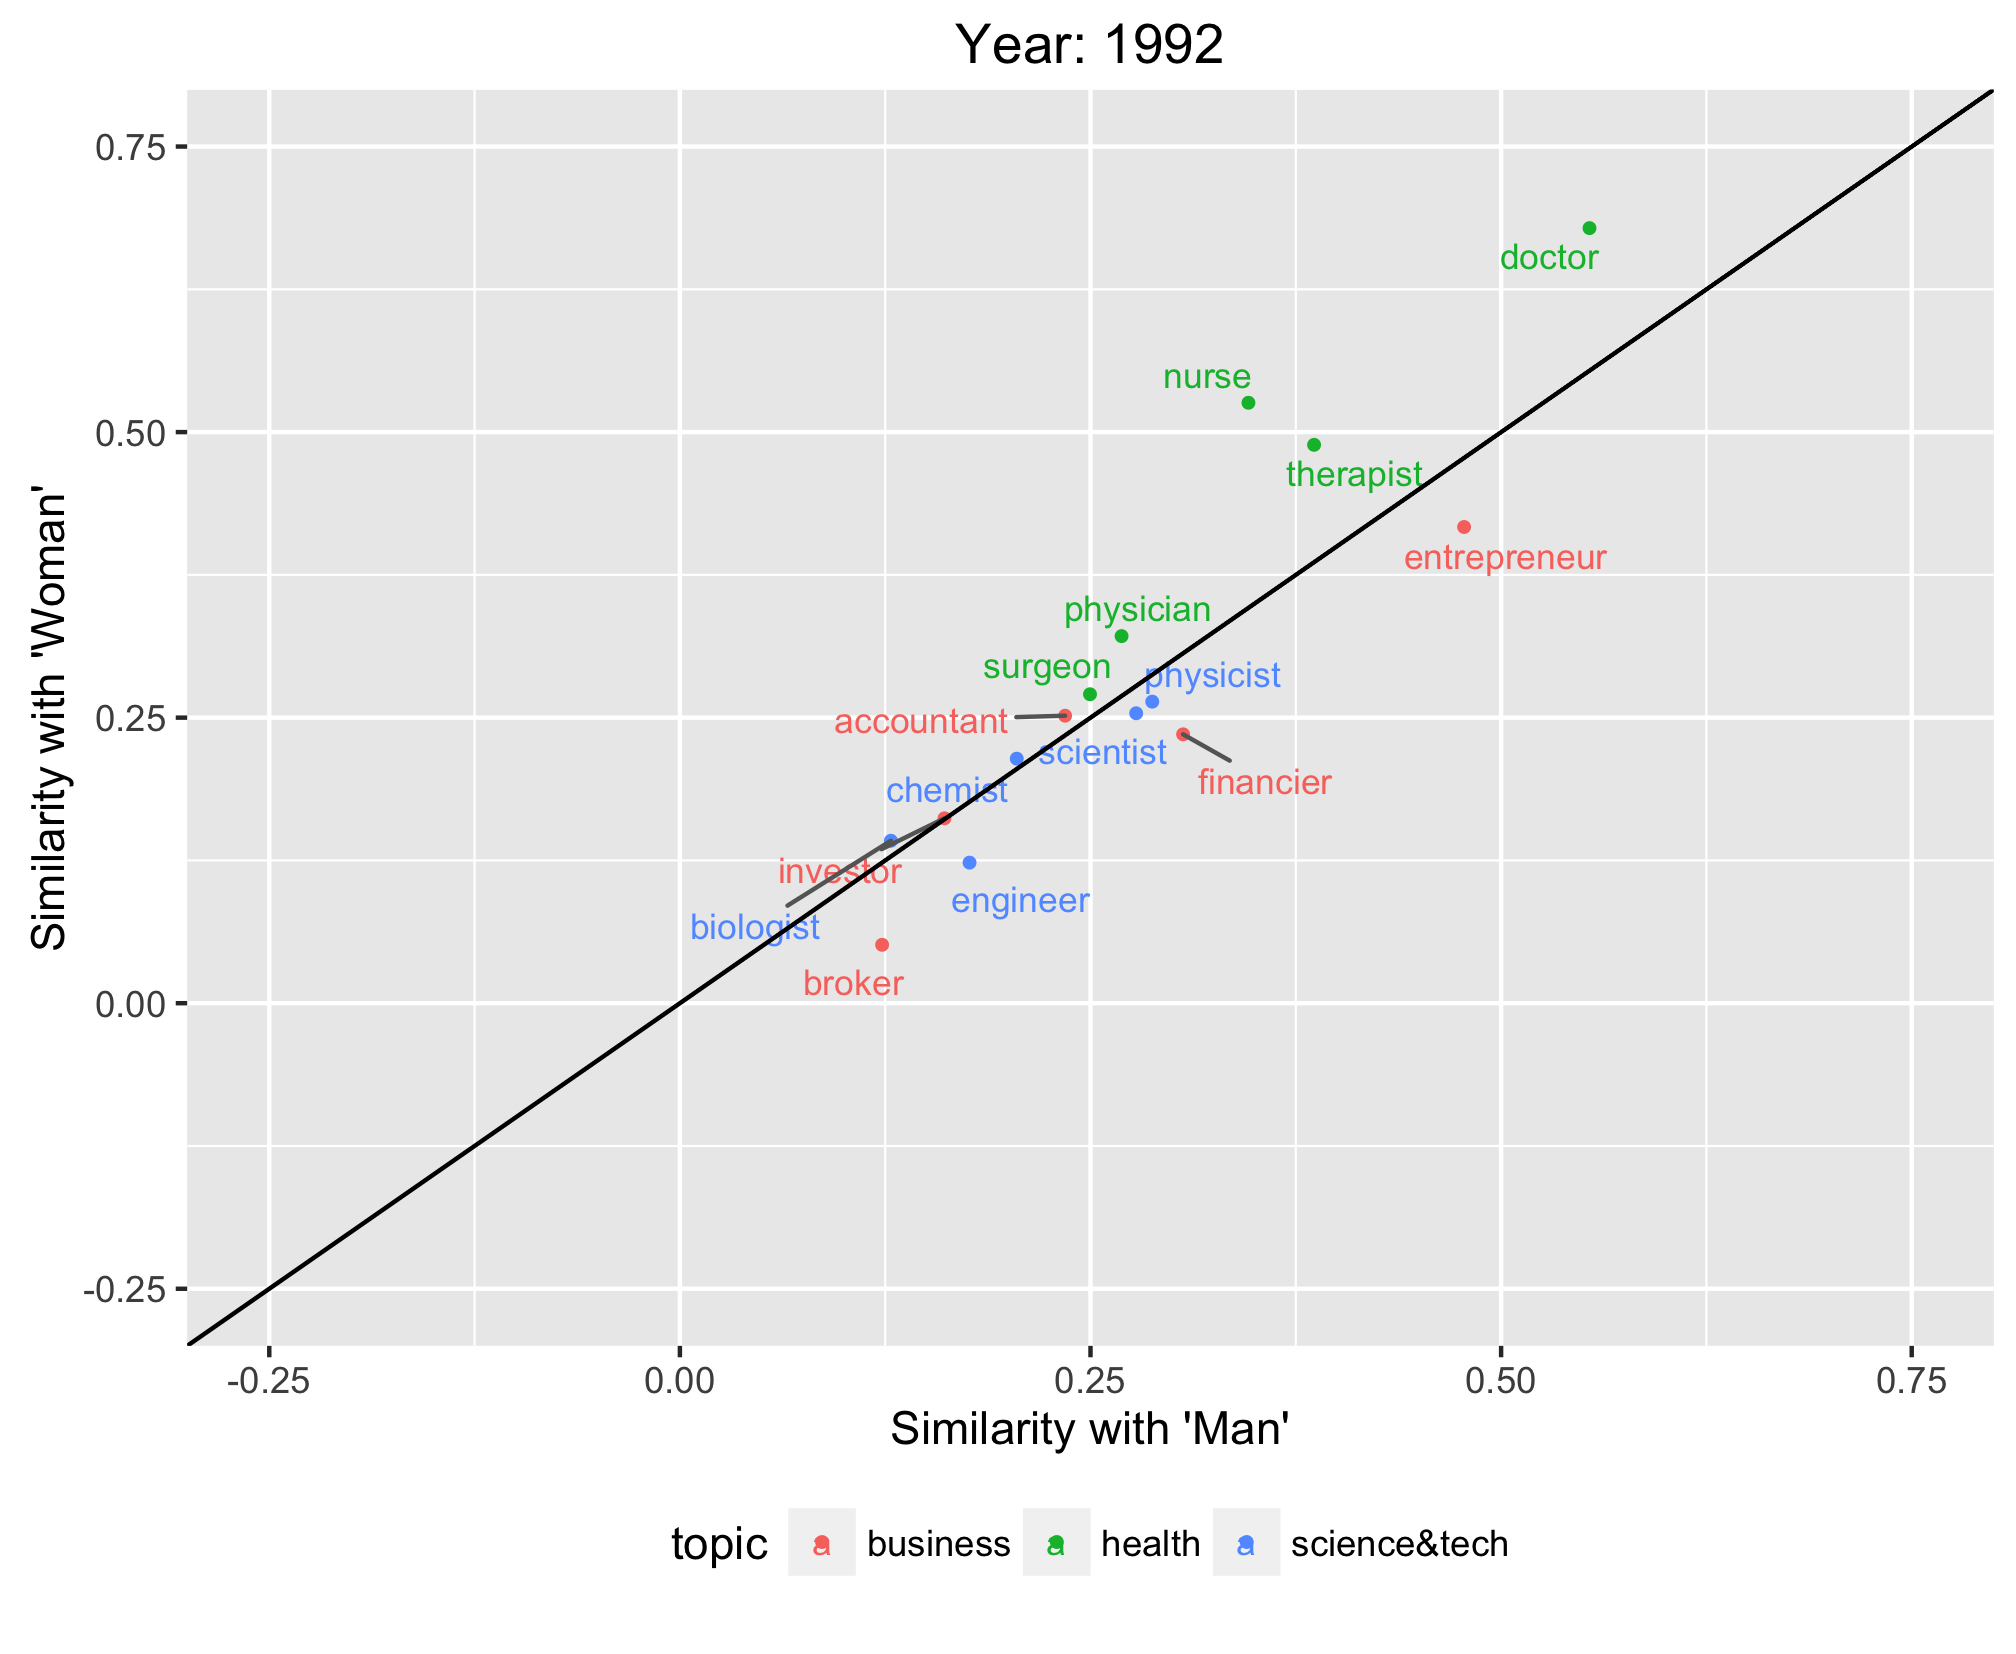 Year: 1992
0.75
0.50
0.25
0.00
-0.25
Similarity with 'Woman'
doctor
nurse
therapist
entrepreneur
physician
surgeon
physicist
accountant
scientist
financier
chemist
investor
engineer
biologist
broker
-0.25
0.00
0.25
0.50
0.75
Similarity with 'Man'
topic a business a health a science&tech